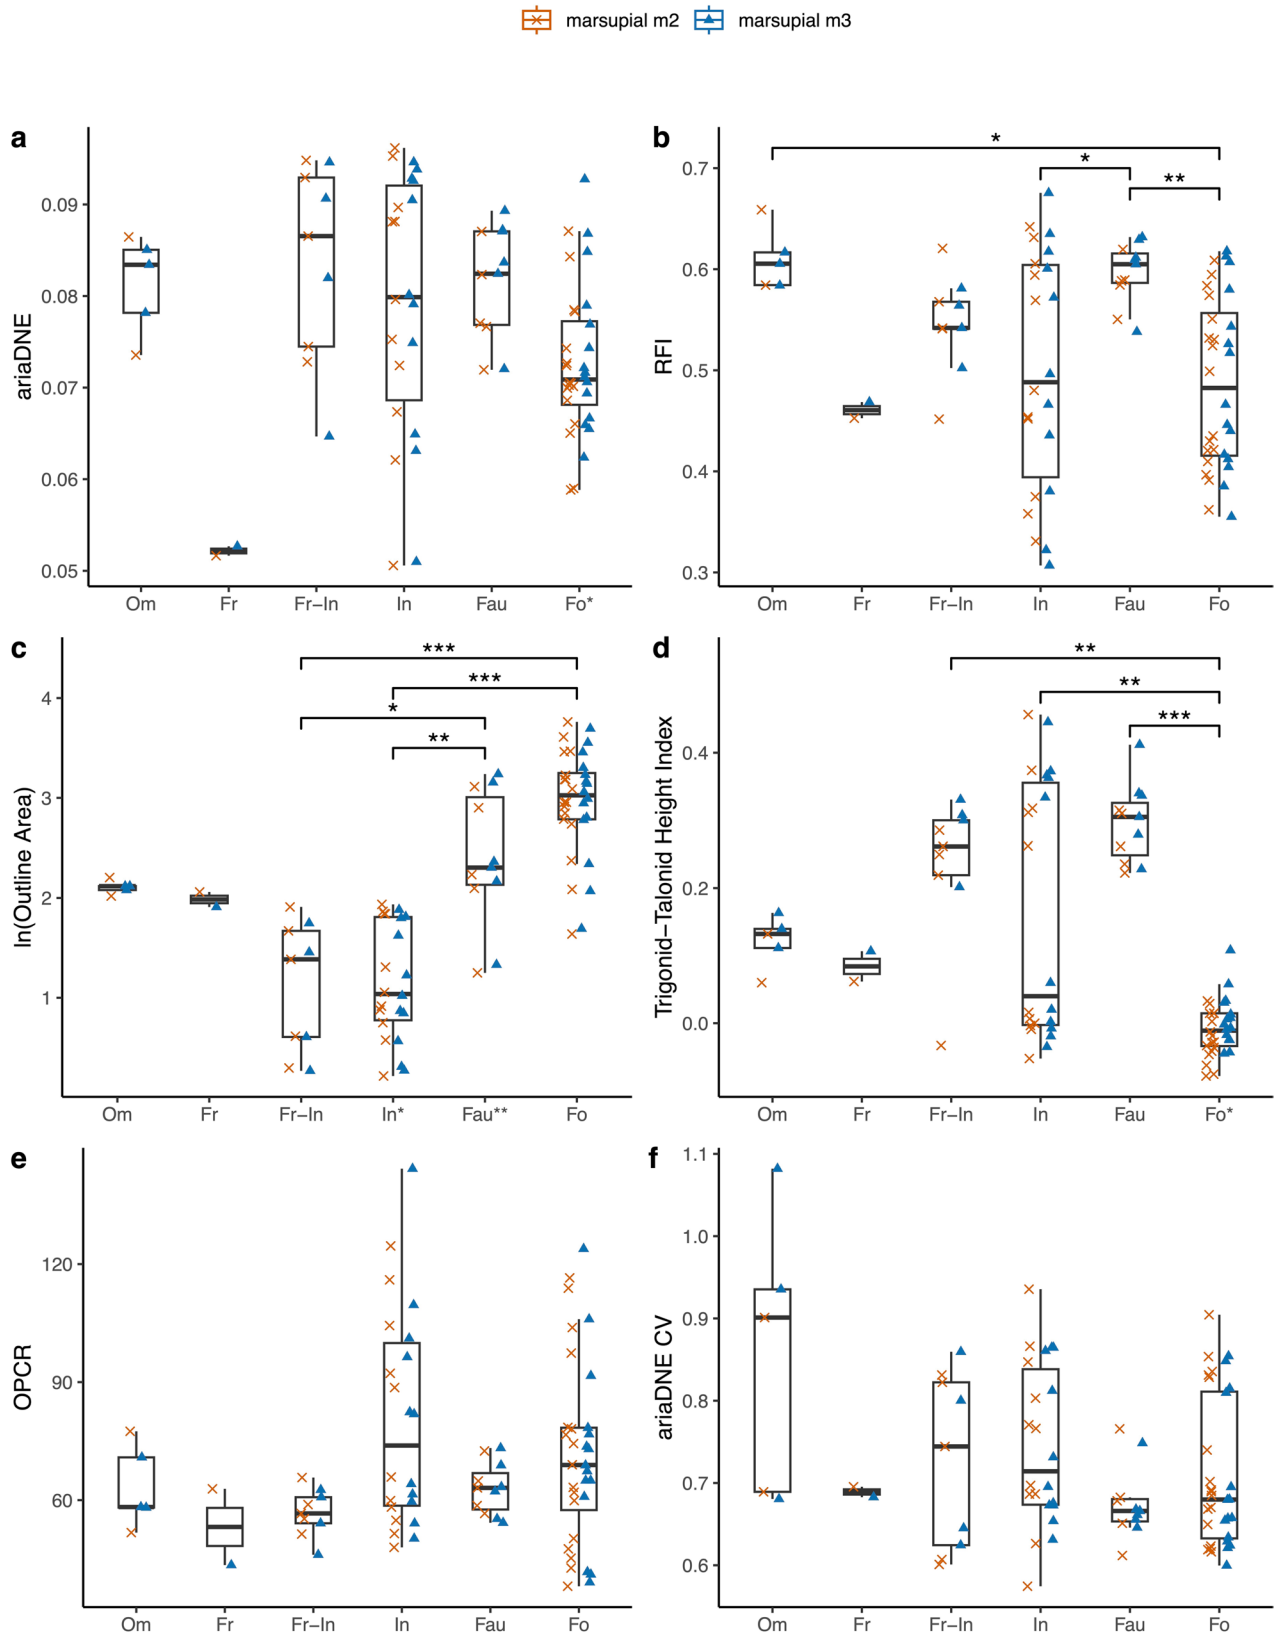 marsupial m2 marsupial m3
a
ariaDNE
0.09
0.08
0.07
0.06
0.05
Om Fr Fr–In In Fau Fo*
b
RFI
0.7
0.6
0.5
0.4
0.3
*
*
**
Om Fr Fr–In In Fau Fo
c
ln(Outline Area)
4
3
2
1
***
***
*
**
Om Fr Fr–In In* Fau** Fo
d
Trigonid–Talonid Height Index
0.4
0.2
0.0
**
**
***
Om Fr Fr–In In Fau Fo*
e
OPCR
120
90
60
Om Fr Fr–In In Fau Fo
f
ariaDNE CV
1.1
1.0
0.9
0.8
0.7
0.6
Om Fr Fr–In In Fau Fo